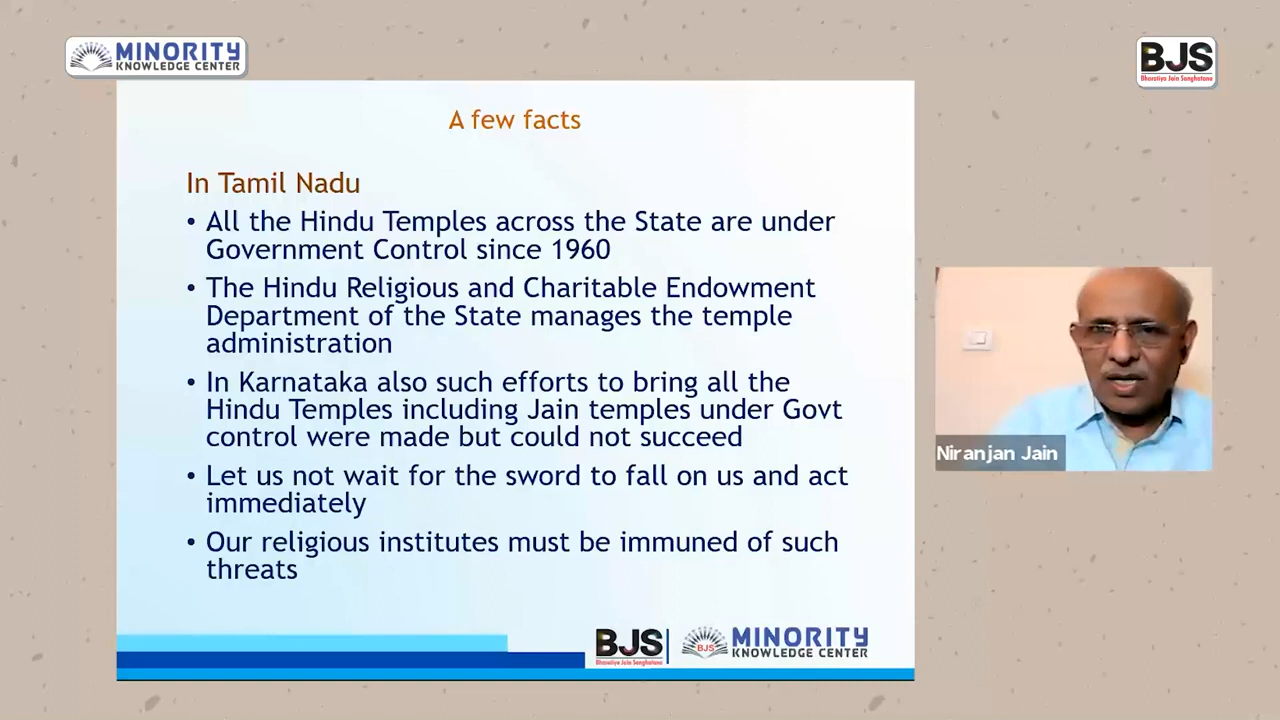 MINORITY
KNOWLEDGE CENTER
BJS
Bharatiya Jain Sanghatana
A few facts
In Tamil Nadu
• All the Hindu Temples across the State are under
Government Control since 1960
• The Hindu Religious and Charitable Endowment
Department of the State manages the temple
administration
• In Karnataka also such efforts to bring all the
Hindu Temples including Jain temples under Govt
control were made but could not succeed
• Let us not wait for the sword to fall on us and act
immediately
• Our religious institutes must be immuned of such
threats
Niranjan Jain
BJS
Bharatiya Jain Sanghatana
BJS
MINORITY
KNOWLEDGE CENTER